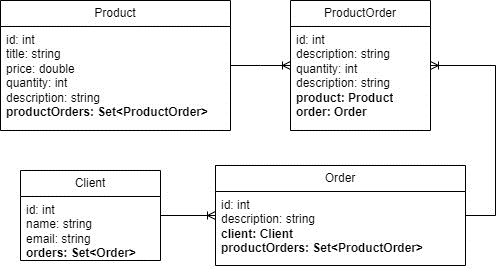 Product
id: int
title: string
price: double
quantity: int
description: string
productOrders: Set<ProductOrder>
ProductOrder
id: int
description: string
quantity: int
description: string
product: Product
order: Order
Client
id: int
name: string
email: string
orders: Set<Order>
Order
id: int
description: string
client: Client
productOrders: Set<ProductOrder>